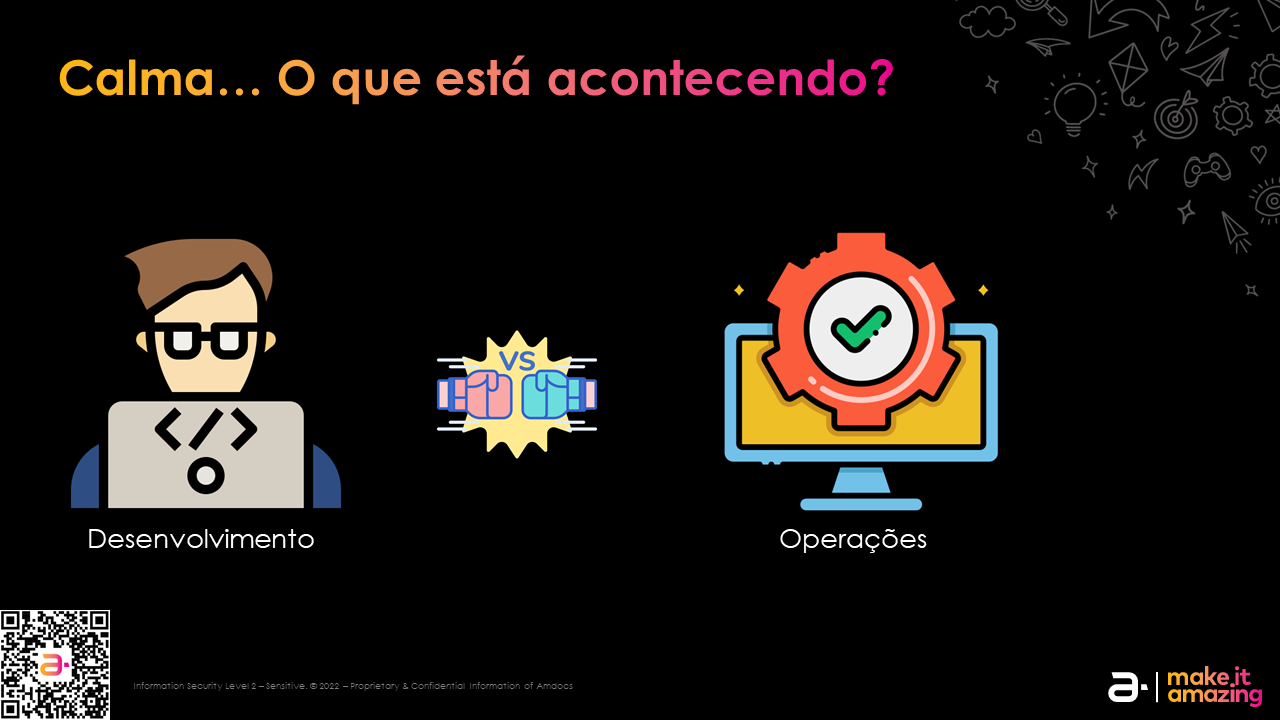 Calma... O que está acontecendo?
VS
Desenvolvimento
Operações
Information Security Level 2 – Sensitive. © 2022 – Proprietary & Confidential Information of Amdocs
a
a
make it
amazing